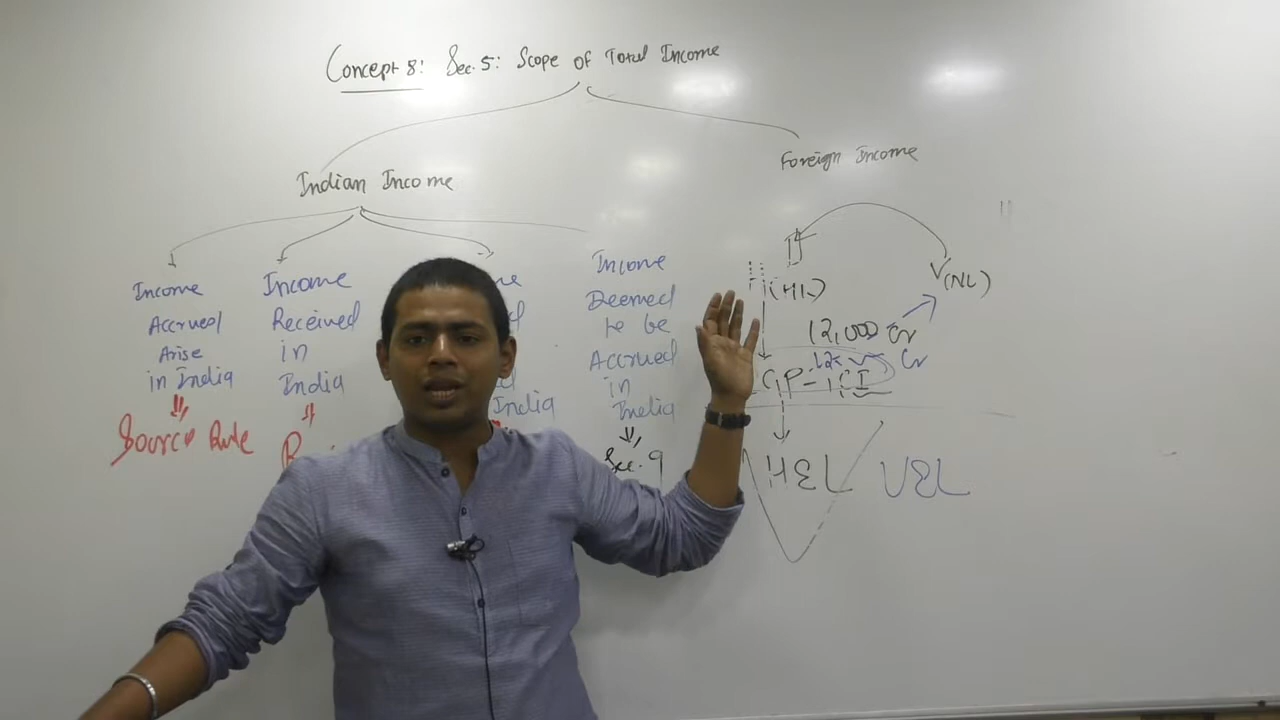 Concept 8: Sec. 5: Scope of Total Income
Indian Income
Foreign Income
Income
Accrued
Arise
in India
Source Rule
Income
Received
in
India
India
Income
Deemed
to be
Accrued
in
India
Sec. 9
(HL)
V(NL)
12,000 Cr
Cr
HEL
VEL